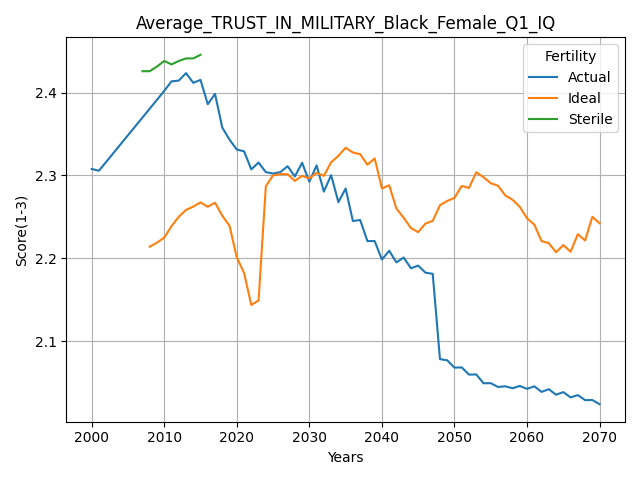 Average_TRUST_IN_MILITARY_Black_Female_Q1_IQ
Fertility
Actual
Ideal
Sterile
Score(1-3)
2.4
2.3
2.2
2.1
2000 2010 2020 2030 2040 2050 2060 2070
Years